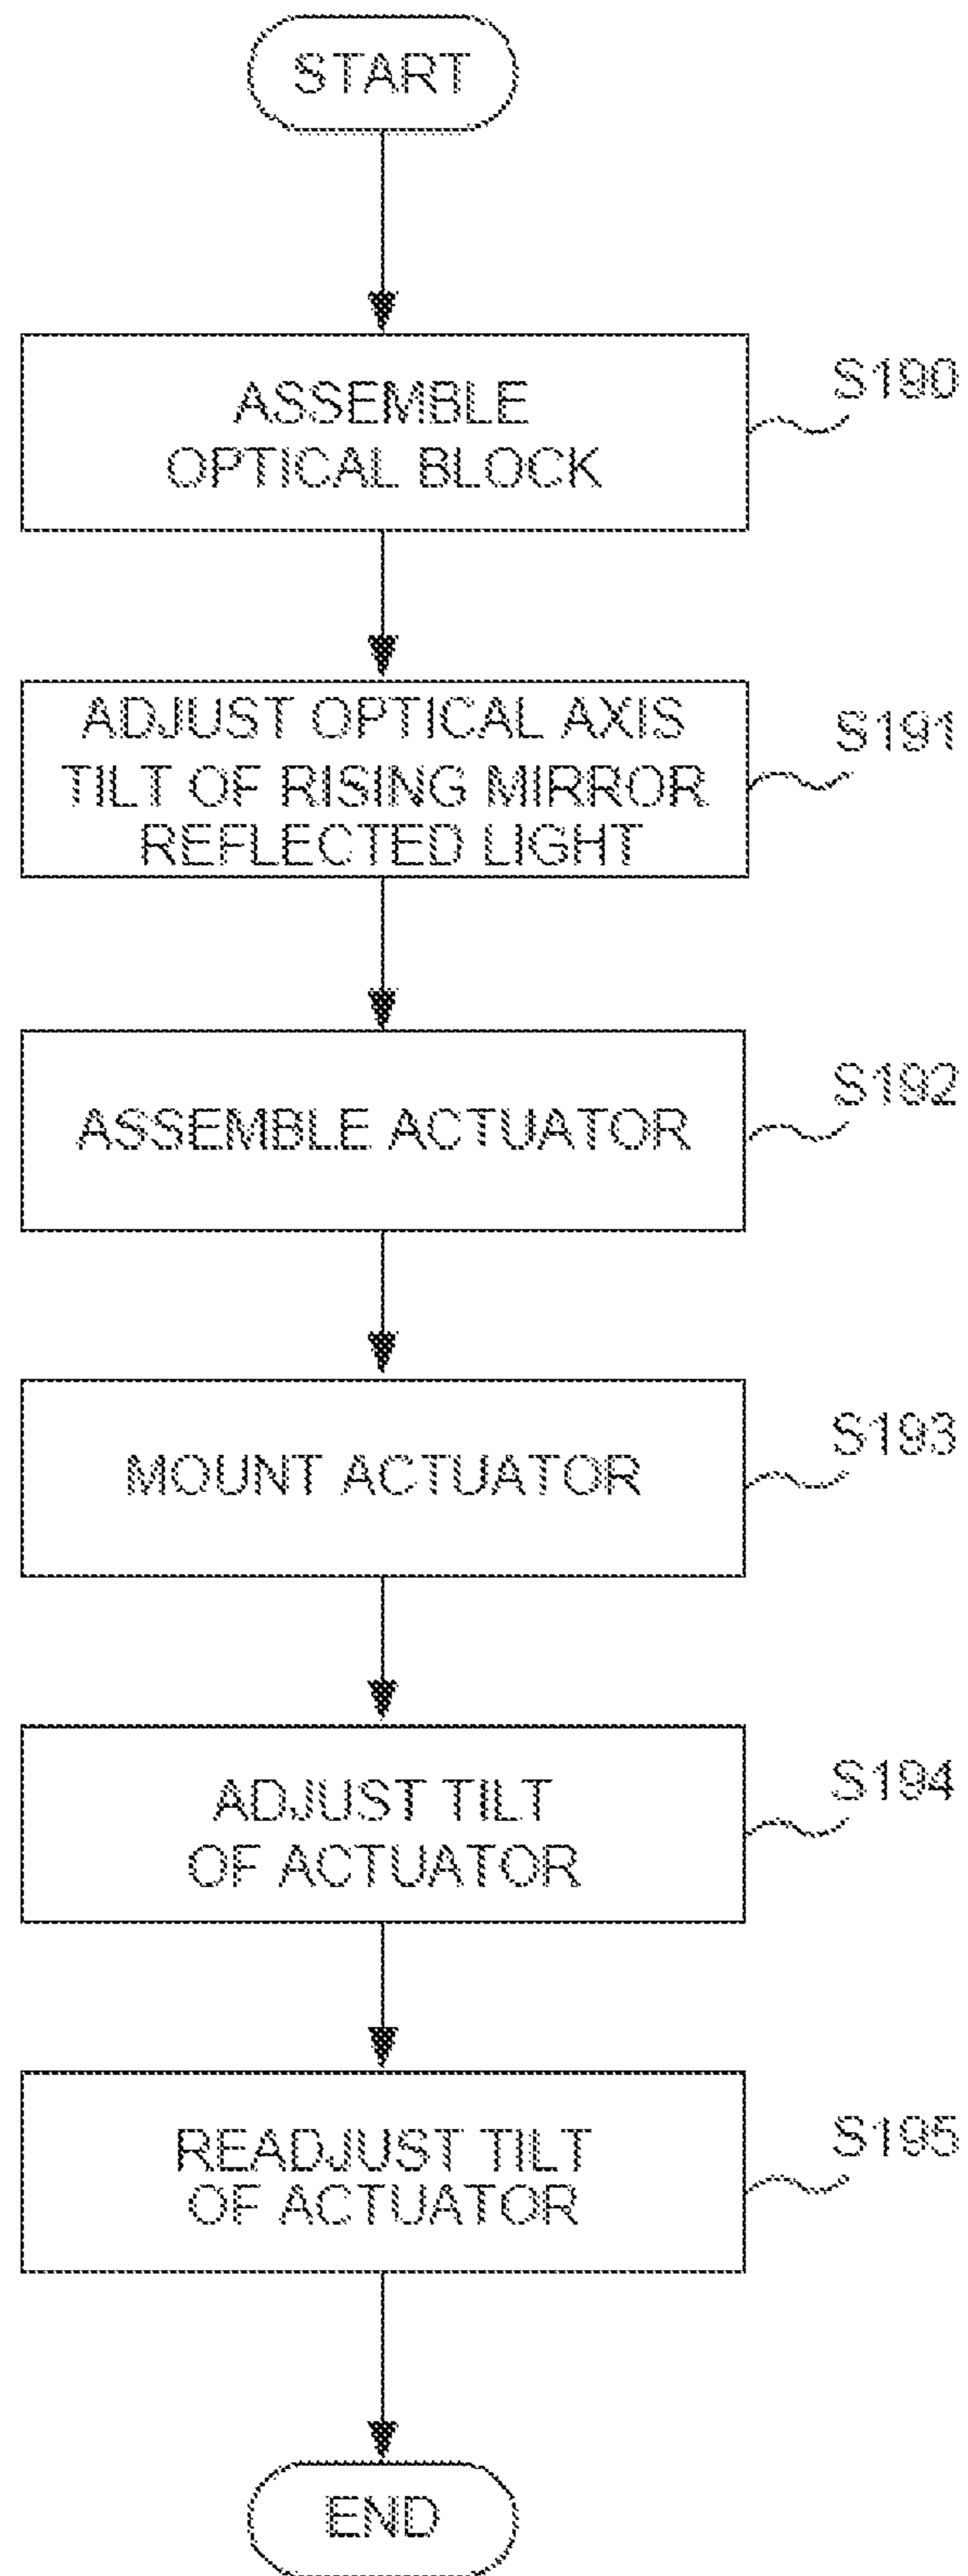 START
ASSEMBLE
OPTICAL BLOCK
S190
ADJUST OPTICAL AXIS
TILT OF RISING MIRROR
REFLECTED LIGHT
S191
ASSEMBLE ACTUATOR
S192
MOUNT ACTUATOR
S193
ADJUST TILT
OF ACTUATOR
S194
READJUST TILT
OF ACTUATOR
S195
END